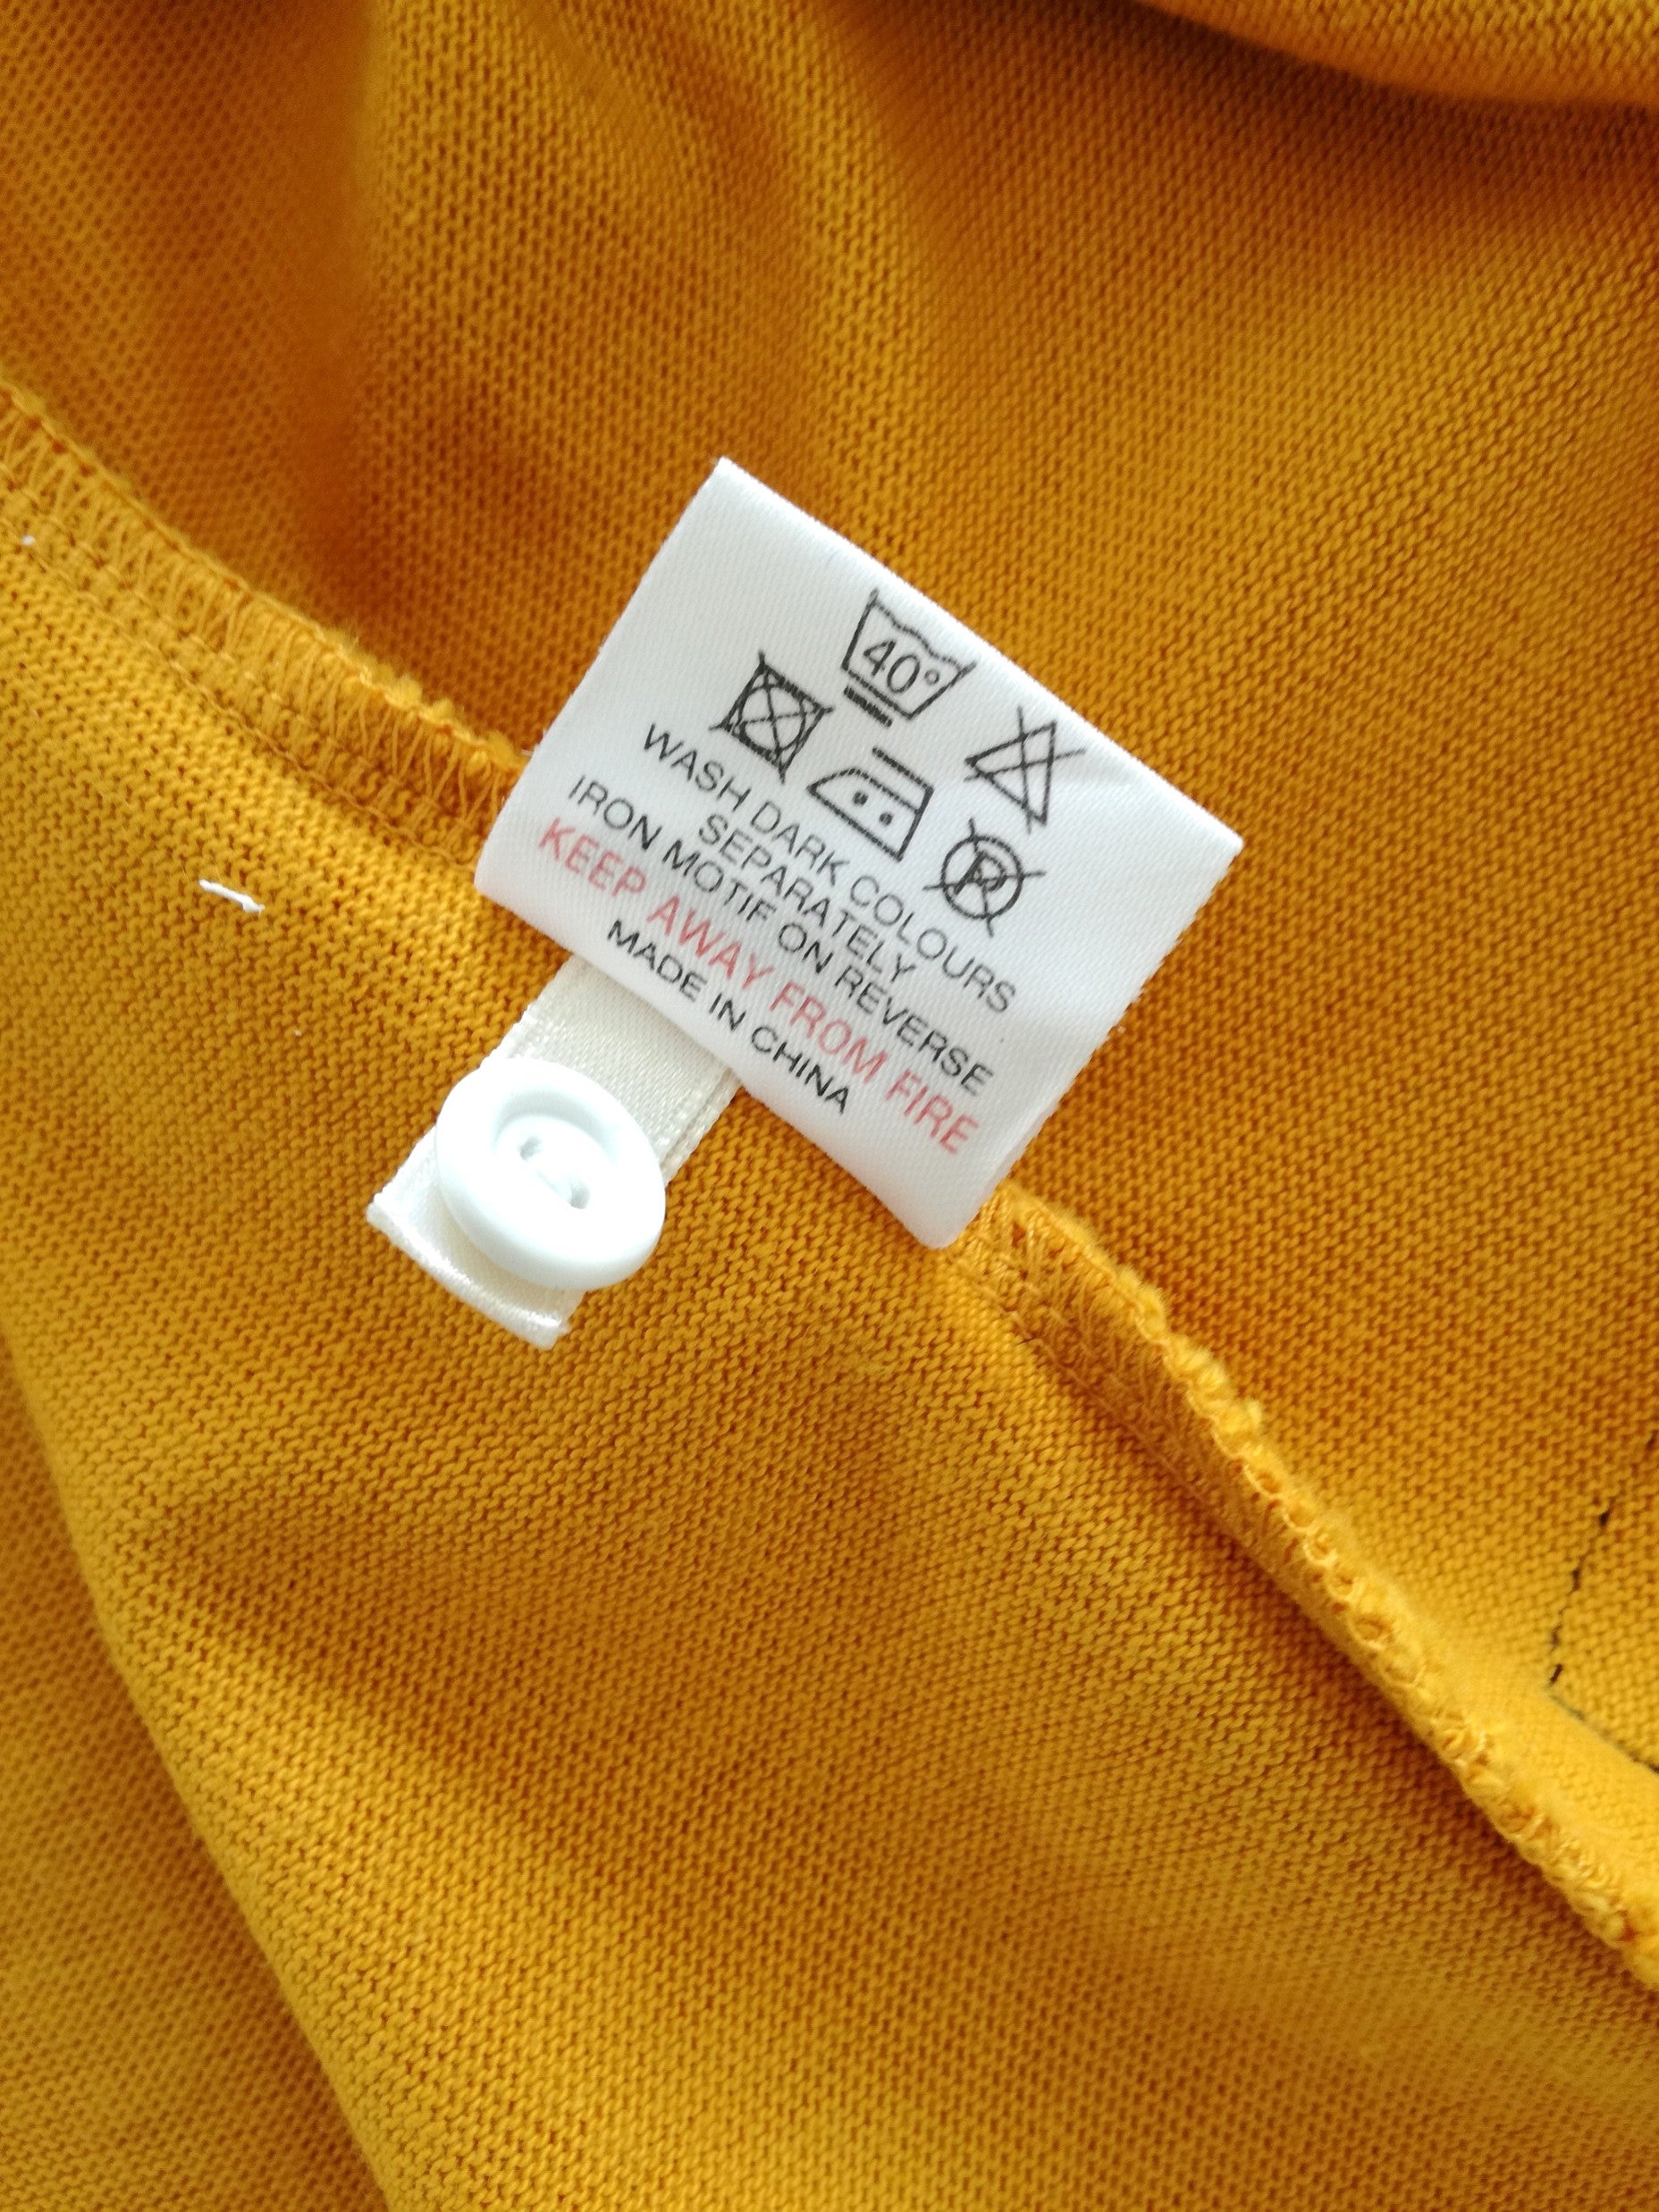 40°
P
WASH DARK COLOURS
SEPARATELY
IRON MOTIF ON REVERSE
KEEP AWAY FROM FIRE
MADE IN CHINA